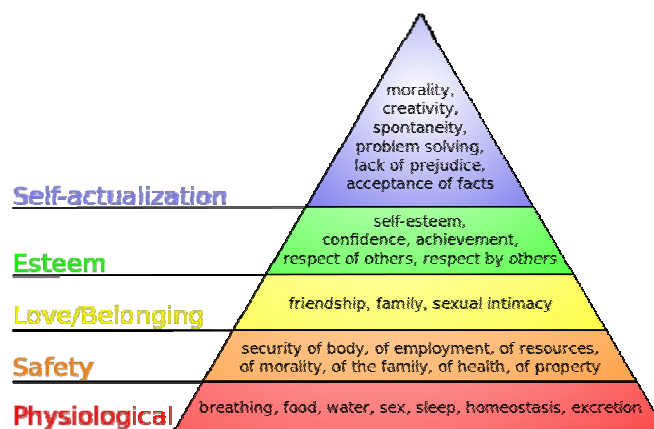 morality,
creativity,
spontaneity,
problem solving,
lack of prejudice,
acceptance of facts
Self-actualization
self-esteem,
confidence, achievement,
respect of others, respect by others
Esteem
friendship, family, sexual intimacy
Love/Belonging
security of body, of employment, of resources,
of morality, of the family, of health, of property
Safety
breathing, food, water, sex, sleep, homeostasis, excretion
Physiological